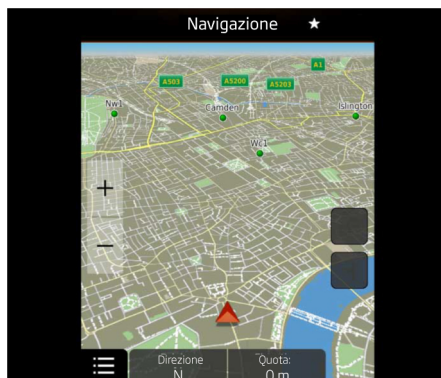 Navigazione
A1
A503
A5200
A5203
Nw1
Camden
Islington
Wc1
+
−
Direzione
N
Quota:
0 m